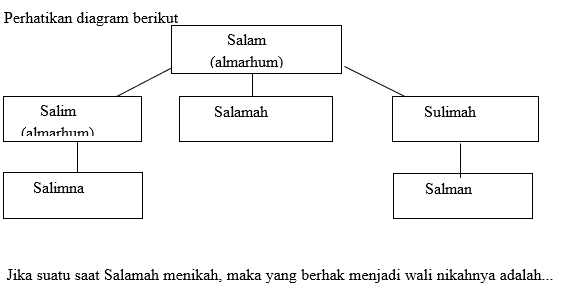 Perhatikan diagram berikut
Salam
(almarhum)
Salim
(almarhum)
Salamah
Sulimah
Salimna
Salman
Jika suatu saat Salamah menikah, maka yang berhak menjadi wali nikahnya adalah...